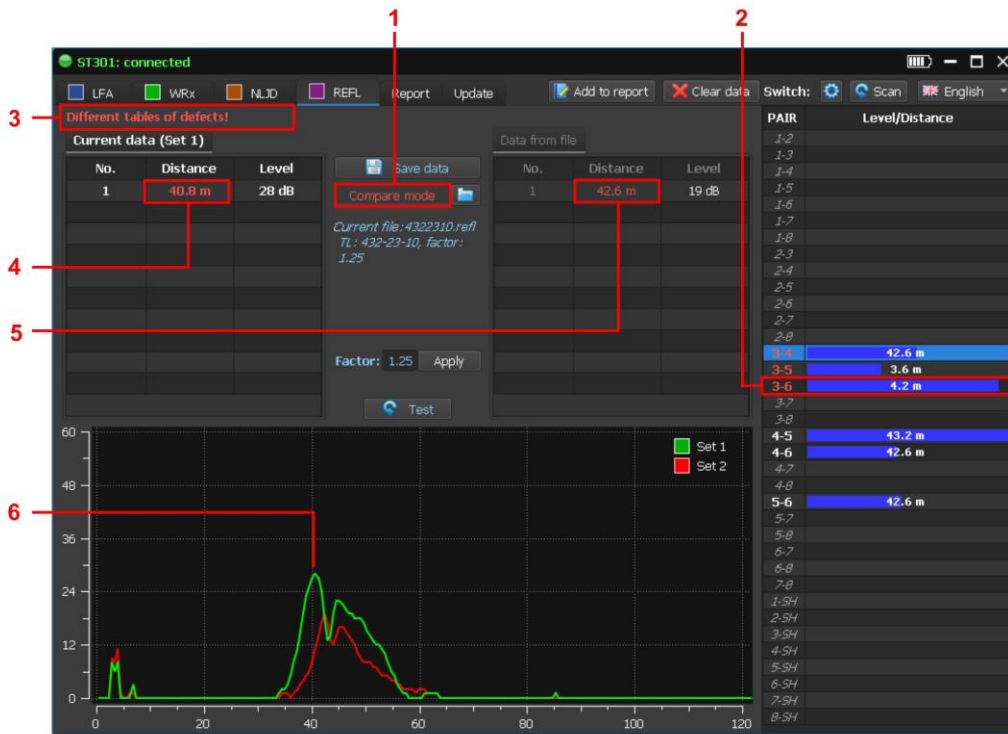 1
2
3
4
5
6
ST301: connected
LFA WRx NLJD REFL Report Update Add to report Clear data Switch: Scan English
Different tables of defects!
Current data (Set 1)
No. Distance Level
1 40.8 m 28 dB
Save data
Compare mode
Current file:4322310.refl
TL: 432-23-10, factor:
1.25
Factor: 1.25 Apply
Test
Data from file
No. Distance Level
1 42.6 m 19 dB
PAIR Level/Distance
1-2
1-3
1-4
1-5
1-6
1-7
1-8
2-3
2-4
2-5
2-6
2-7
2-8
3-4 42.6 m
3-5 3.6 m
3-6 4.2 m
3-7
3-8
4-5 43.2 m
4-6 42.6 m
4-7
4-8
5-6 42.6 m
5-7
5-8
6-7
6-8
7-8
1-SH
2-SH
3-SH
4-SH
5-SH
6-SH
7-SH
8-SH
Set 1
Set 2
60
48
36
24
12
0
0 20 40 60 80 100 120